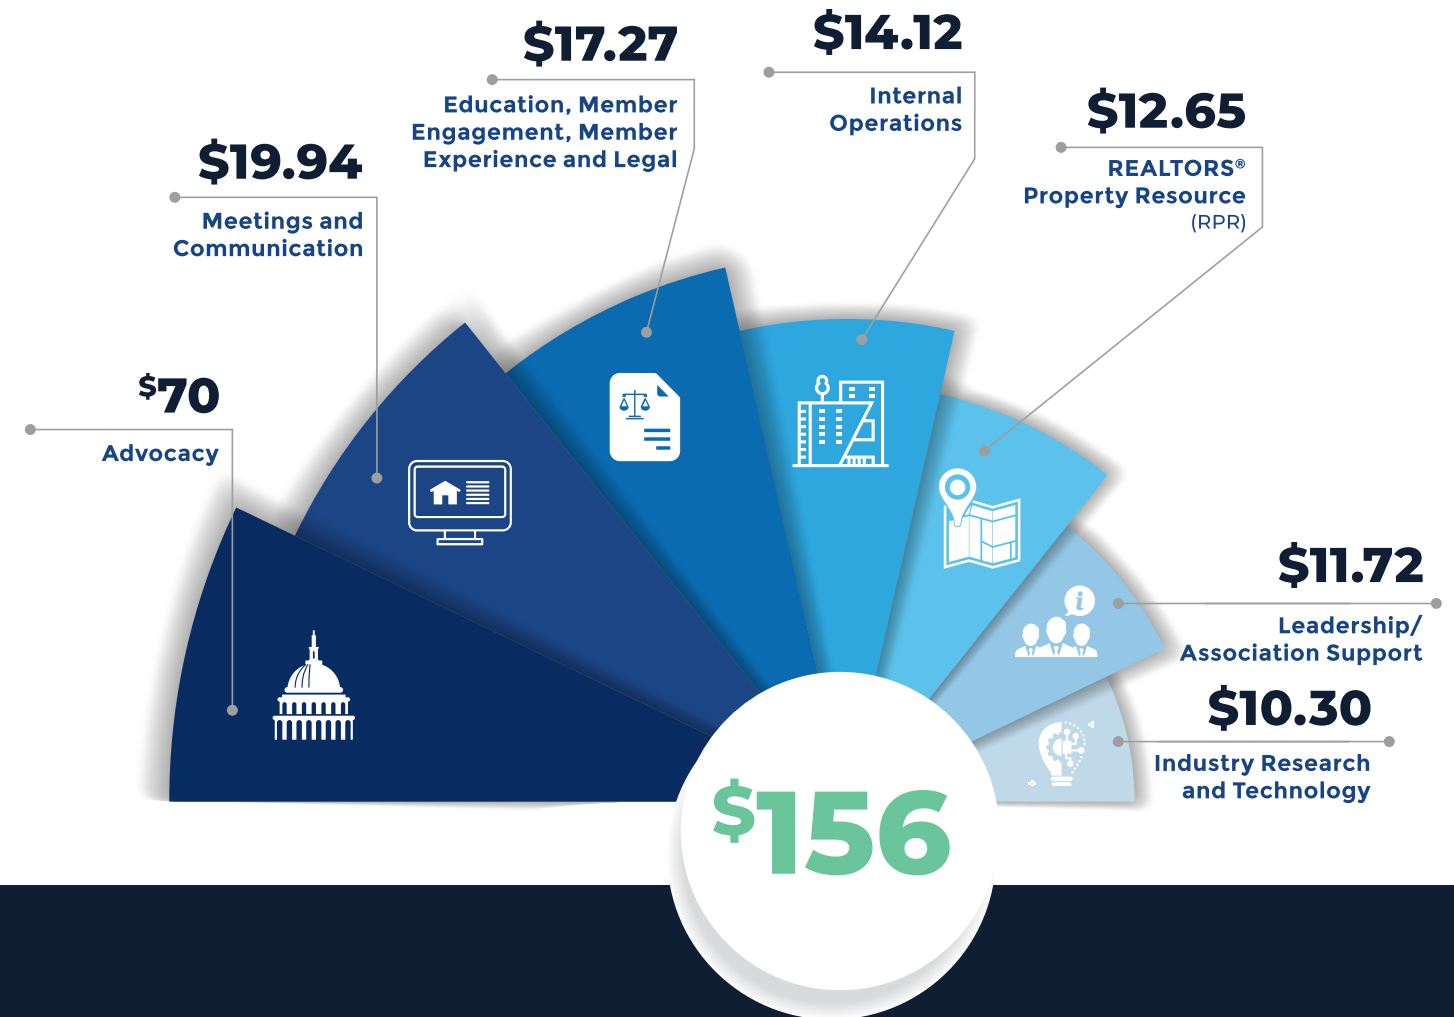 $70
Advocacy
$19.94
Meetings and
Communication
$17.27
Education, Member
Engagement, Member
Experience and Legal
$14.12
Internal
Operations
$12.65
REALTORS®
Property Resource
(RPR)
$11.72
Leadership/
Association Support
$10.30
Industry Research
and Technology
i
$156